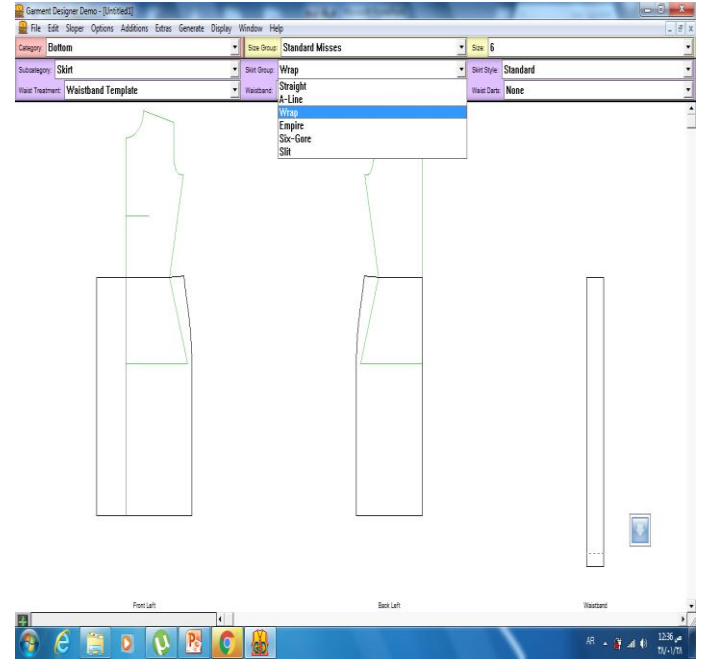 Garment Designer Demo - [Untitled1]
File Edit Sloper Options Additions Extras Generate Display Window Help
Category: Bottom Size Group: Standard Misses Size: 6
Subcategory: Skirt Skirt Group: Wrap Skirt Style: Standard
Waist Treatment: Waistband Template Waistband: Waist Darts: None
Straight
A-Line
Wrap
Empire
Six-Gore
Slit
Front Left Back Left Waistband
AR 12:36 ص